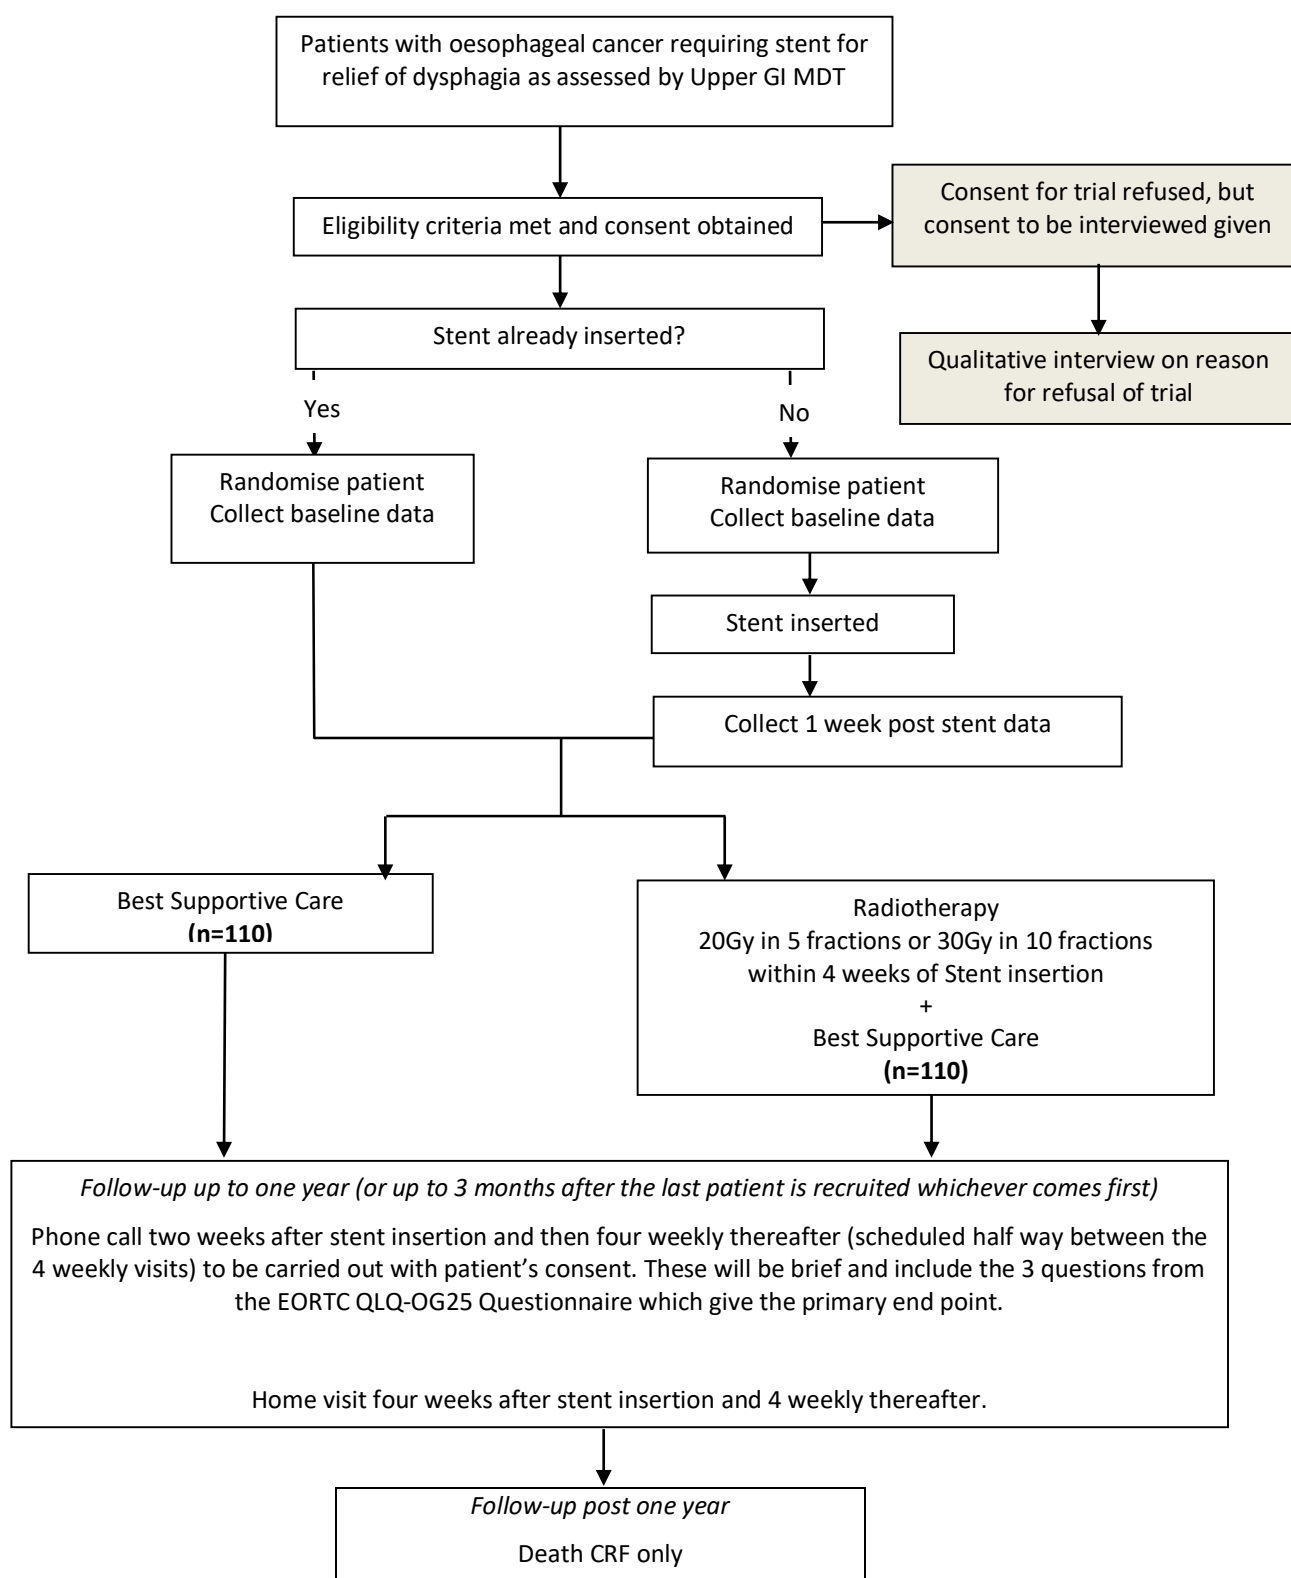 Patients with oesophageal cancer requiring stent for
relief of dysphagia as assessed by Upper GI MDT
Eligibility criteria met and consent obtained
Consent for trial refused, but
consent to be interviewed given
Qualitative interview on reason
for refusal of trial
Stent already inserted?
Yes
No
Randomise patient
Collect baseline data
Randomise patient
Collect baseline data
Stent inserted
Collect 1 week post stent data
Best Supportive Care
(n=110)
Radiotherapy
20Gy in 5 fractions or 30Gy in 10 fractions
within 4 weeks of Stent insertion
+
Best Supportive Care
(n=110)
Follow-up up to one year (or up to 3 months after the last patient is recruited whichever comes first)
Phone call two weeks after stent insertion and then four weekly thereafter (scheduled half way between the
4 weekly visits) to be carried out with patient's consent. These will be brief and include the 3 questions from
the EORTC QLQ-OG25 Questionnaire which give the primary end point.
Home visit four weeks after stent insertion and 4 weekly thereafter.
Follow-up post one year
Death CRF only